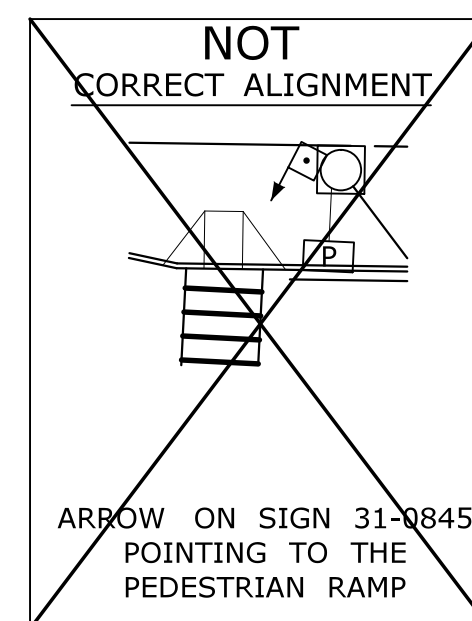 NOT
CORRECT ALIGNMENT
P
ARROW ON SIGN 31-0845
POINTING TO THE
PEDESTRIAN RAMP